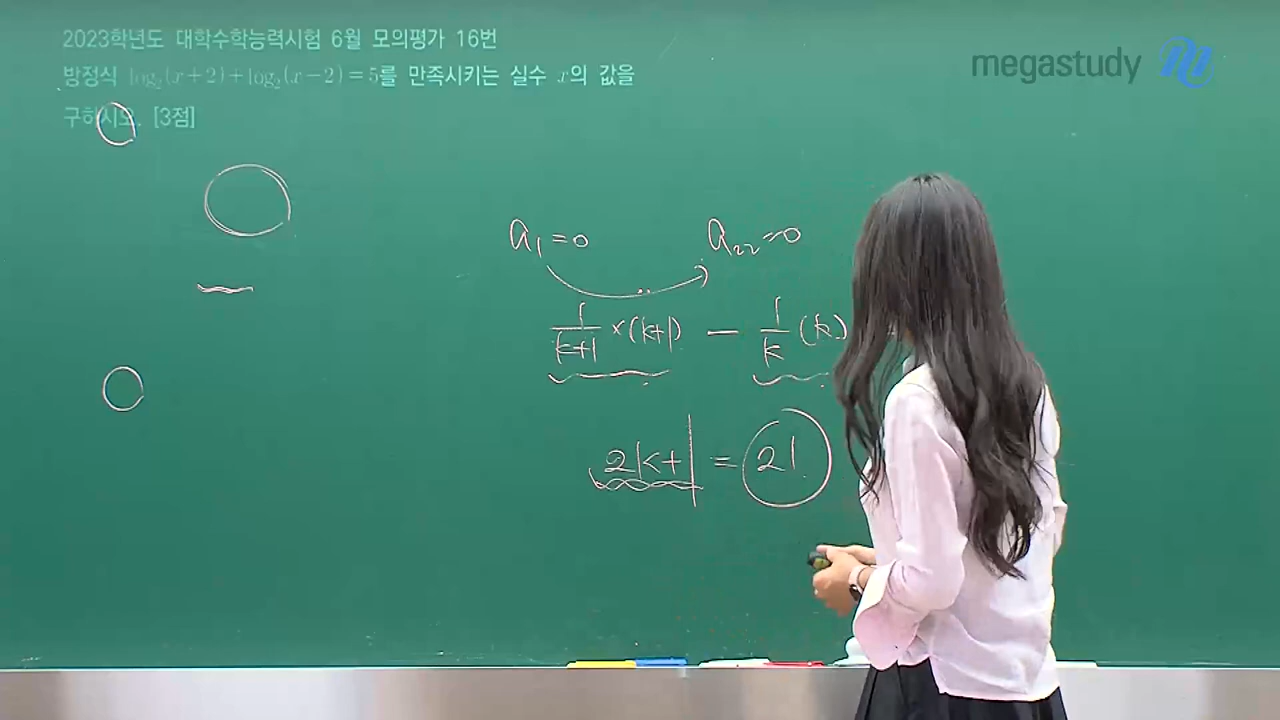 2023학년도 대학수학능력시험 6월 모의평가 16번
megastudy
방정식 log₂(x+2)+log₂(x−2)=5를 만족시키는 실수 x의 값을
구하시오. [3점]
a₁=0 a₂₂=0
1/(k+1) ×(k+1) − 1/k (k)
2k+1 = 21